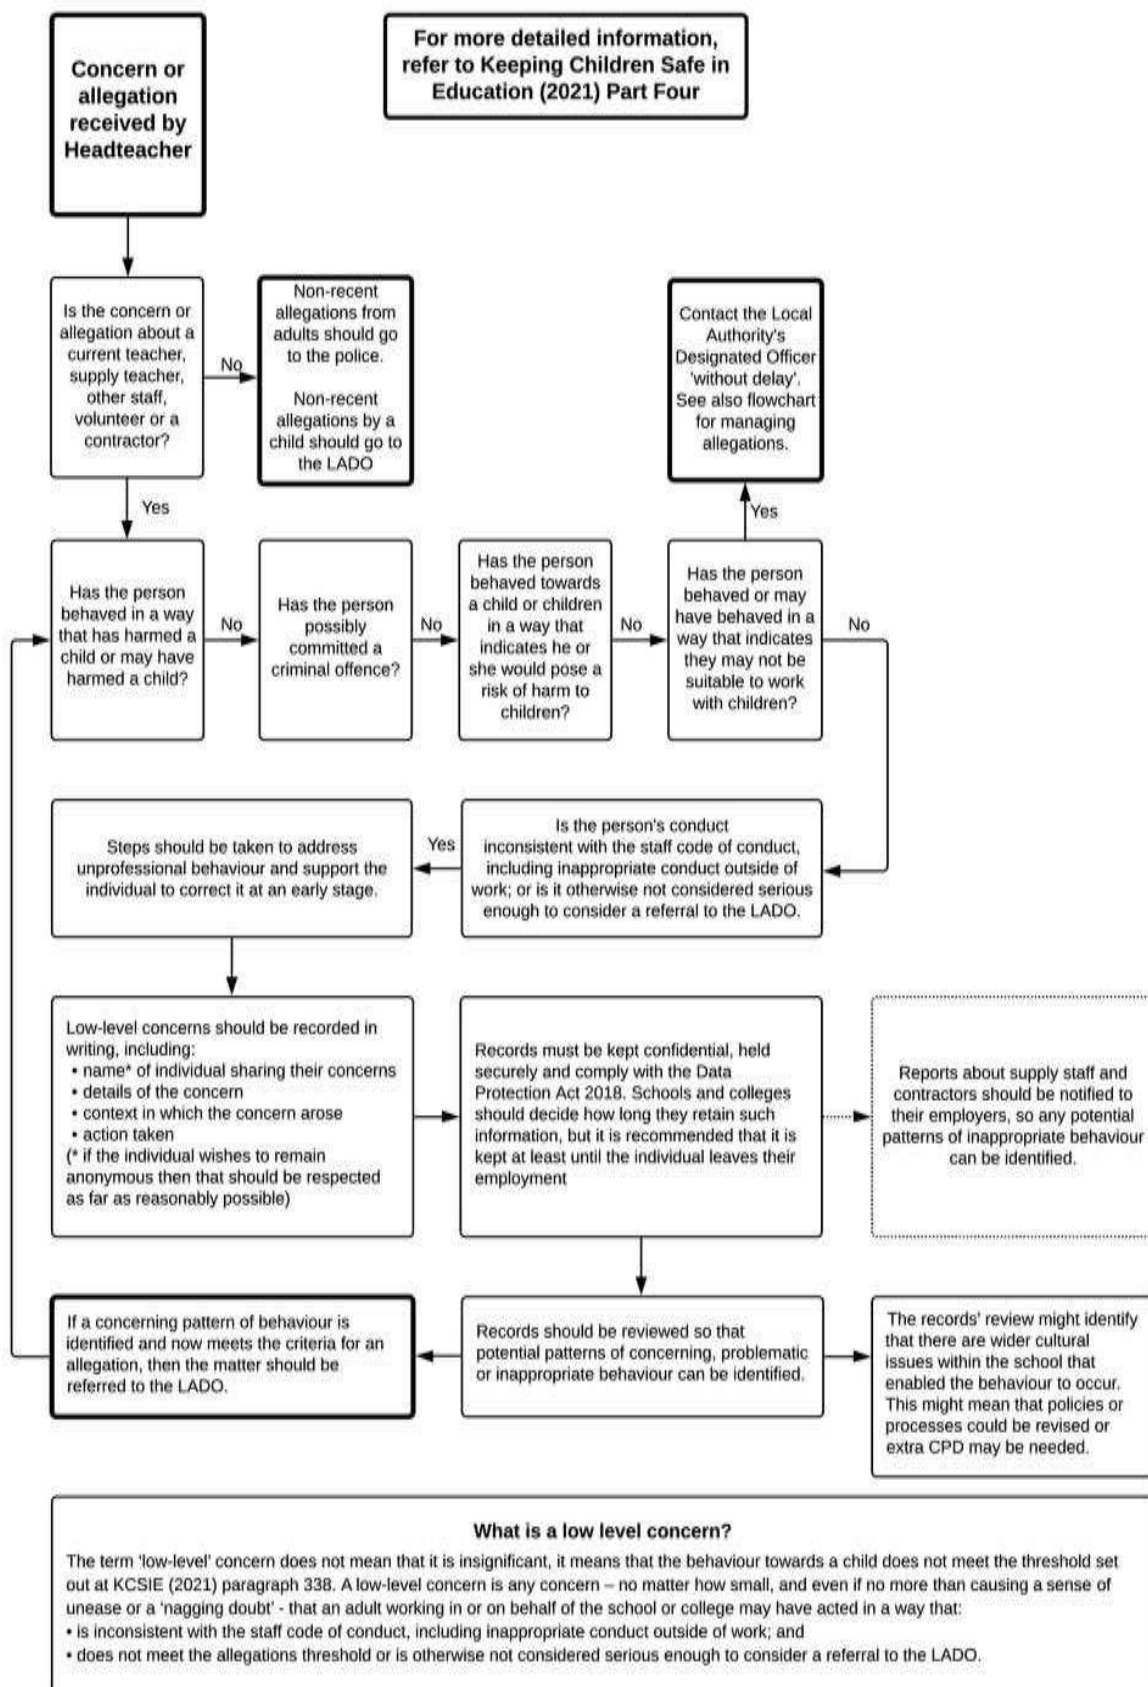 Concern or
allegation
received by
Headteacher
For more detailed information,
refer to Keeping Children Safe in
Education (2021) Part Four
Is the concern or
allegation about a
current teacher,
supply teacher,
other staff,
volunteer or a
contractor?
No
Non-recent
allegations from
adults should go
to the police.
Non-recent
allegations by a
child should go to
the LADO
Contact the Local
Authority's
Designated Officer
'without delay'.
See also flowchart
for managing
allegations.
Yes
Yes
Has the person
behaved in a way
that has harmed a
child or may have
harmed a child?
No
Has the person
possibly
committed a
criminal offence?
No
Has the person
behaved towards
a child or children
in a way that
indicates he or
she would pose a
risk of harm to
children?
No
Has the person
behaved or may
have behaved in a
way that indicates
they may not be
suitable to work
with children?
No
Steps should be taken to address
unprofessional behaviour and support the
individual to correct it at an early stage.
Yes
Is the person's conduct
inconsistent with the staff code of conduct,
including inappropriate conduct outside of
work; or is it otherwise not considered serious
enough to consider a referral to the LADO.
Low-level concerns should be recorded in
writing, including:
• name* of individual sharing their concerns
• details of the concern
• context in which the concern arose
• action taken
(* if the individual wishes to remain
anonymous then that should be respected
as far as reasonably possible)
Records must be kept confidential, held
securely and comply with the Data
Protection Act 2018. Schools and colleges
should decide how long they retain such
information, but it is recommended that it is
kept at least until the individual leaves their
employment
Reports about supply staff and
contractors should be notified to
their employers, so any potential
patterns of inappropriate behaviour
can be identified.
If a concerning pattern of behaviour is
identified and now meets the criteria for an
allegation, then the matter should be
referred to the LADO.
Records should be reviewed so that
potential patterns of concerning, problematic
or inappropriate behaviour can be identified.
The records' review might identify
that there are wider cultural
issues within the school that
enabled the behaviour to occur.
This might mean that policies or
processes could be revised or
extra CPD may be needed.
What is a low level concern?
The term 'low-level' concern does not mean that it is insignificant, it means that the behaviour towards a child does not meet the threshold set
out at KCSIE (2021) paragraph 338. A low-level concern is any concern – no matter how small, and even if no more than causing a sense of
unease or a 'nagging doubt' - that an adult working in or on behalf of the school or college may have acted in a way that:
• is inconsistent with the staff code of conduct, including inappropriate conduct outside of work; and
• does not meet the allegations threshold or is otherwise not considered serious enough to consider a referral to the LADO.